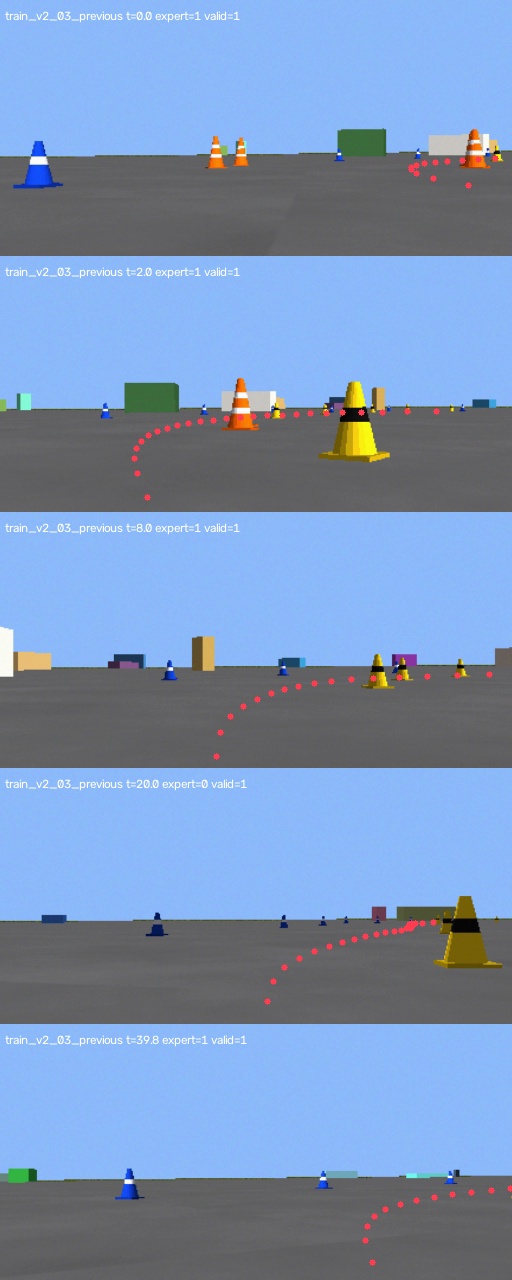 train_v2_03_previous t=0.0 expert=1 valid=1
train_v2_03_previous t=2.0 expert=1 valid=1
train_v2_03_previous t=8.0 expert=1 valid=1
train_v2_03_previous t=20.0 expert=0 valid=1
train_v2_03_previous t=39.8 expert=1 valid=1